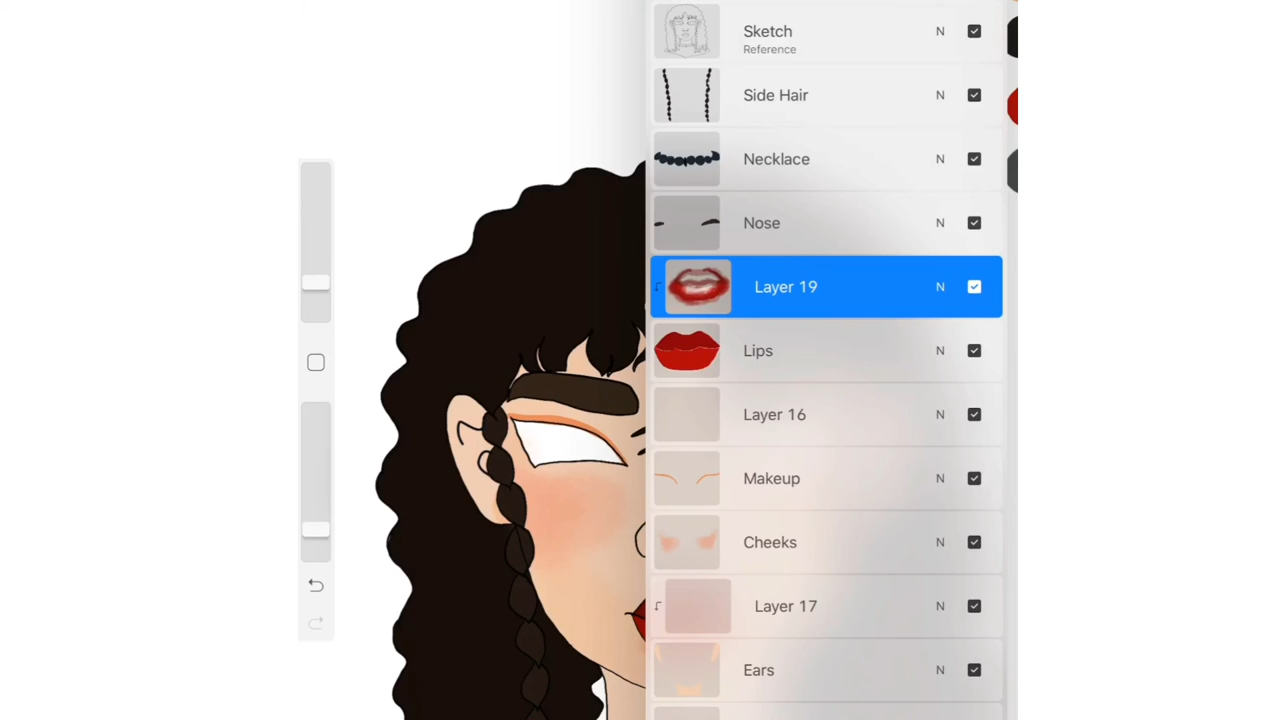 Sketch N
Reference
Side Hair N
Necklace N
Nose N
Layer 19 N
Lips N
Layer 16 N
Makeup N
Cheeks N
Layer 17 N
Ears N